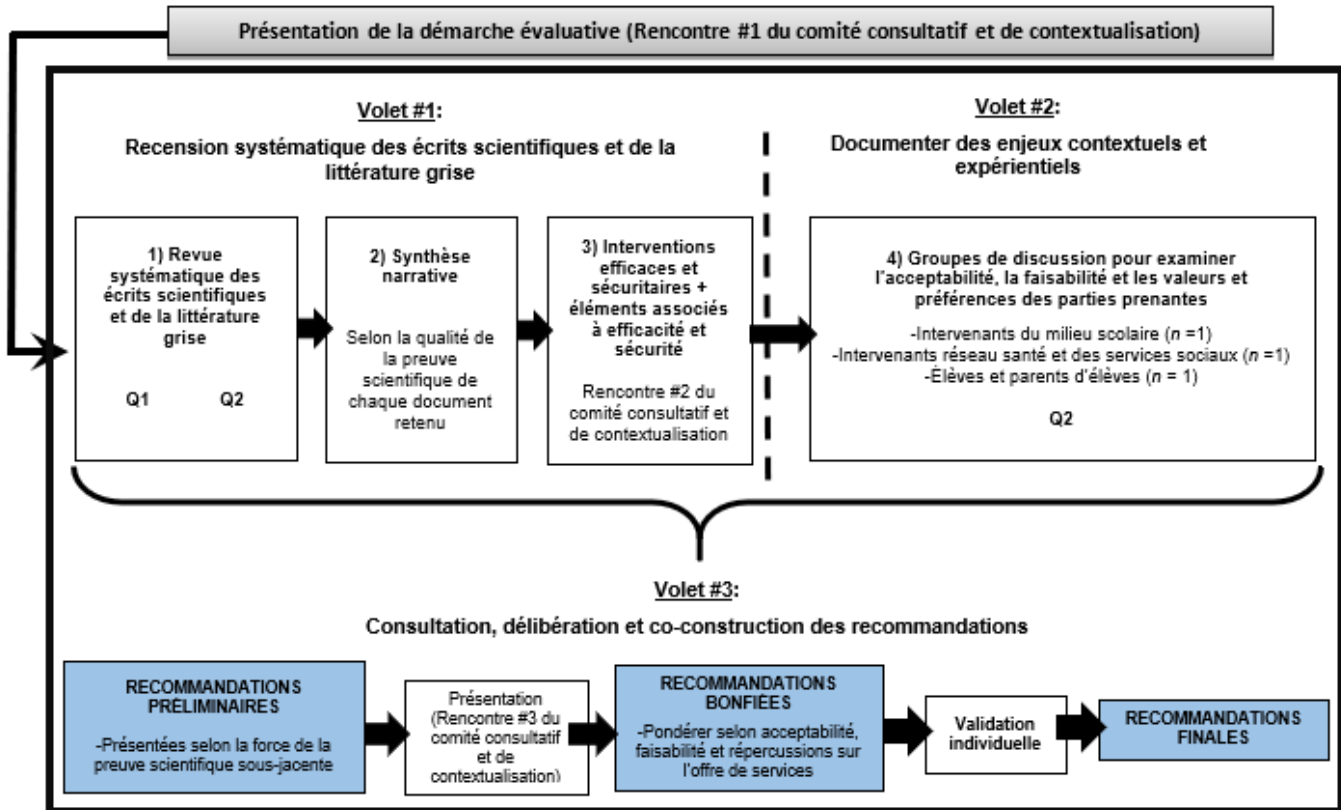 Présentation de la démarche évaluative (Rencontre #1 du comité consultatif et de contextualisation)
Volet #1:
Recension systématique des écrits scientifiques et de la
littérature grise
Volet #2:
Documenter des enjeux contextuels et
expérientiels
1) Revue
systématique des
écrits scientifiques
et de la littérature
grise
Q1 Q2
2) Synthèse
narrative
Selon la qualité de
la preuve
scientifique de
chaque document
retenu
3) Interventions
efficaces et
sécuritaires +
éléments associés
à efficacité et
sécurité
Rencontre #2 du
comité consultatif et
de contextualisation
4) Groupes de discussion pour examiner
l'acceptabilité, la faisabilité et les valeurs et
préférences des parties prenantes
-Intervenants du milieu scolaire (n =1)
-Intervenants réseau santé et des services sociaux (n =1)
-Élèves et parents d'élèves (n = 1)
Q2
Volet #3:
Consultation, délibération et co-construction des recommandations
RECOMMANDATIONS
PRÉLIMINAIRES
-Présentées selon la force de la
preuve scientifique sous-jacente
Présentation
(Rencontre #3 du
comité consultatif
et de
contextualisation)
RECOMMANDATIONS
BONFIÉES
-Pondérer selon acceptabilité,
faisabilité et répercussions sur
l'offre de services
Validation
individuelle
RECOMMANDATIONS
FINALES